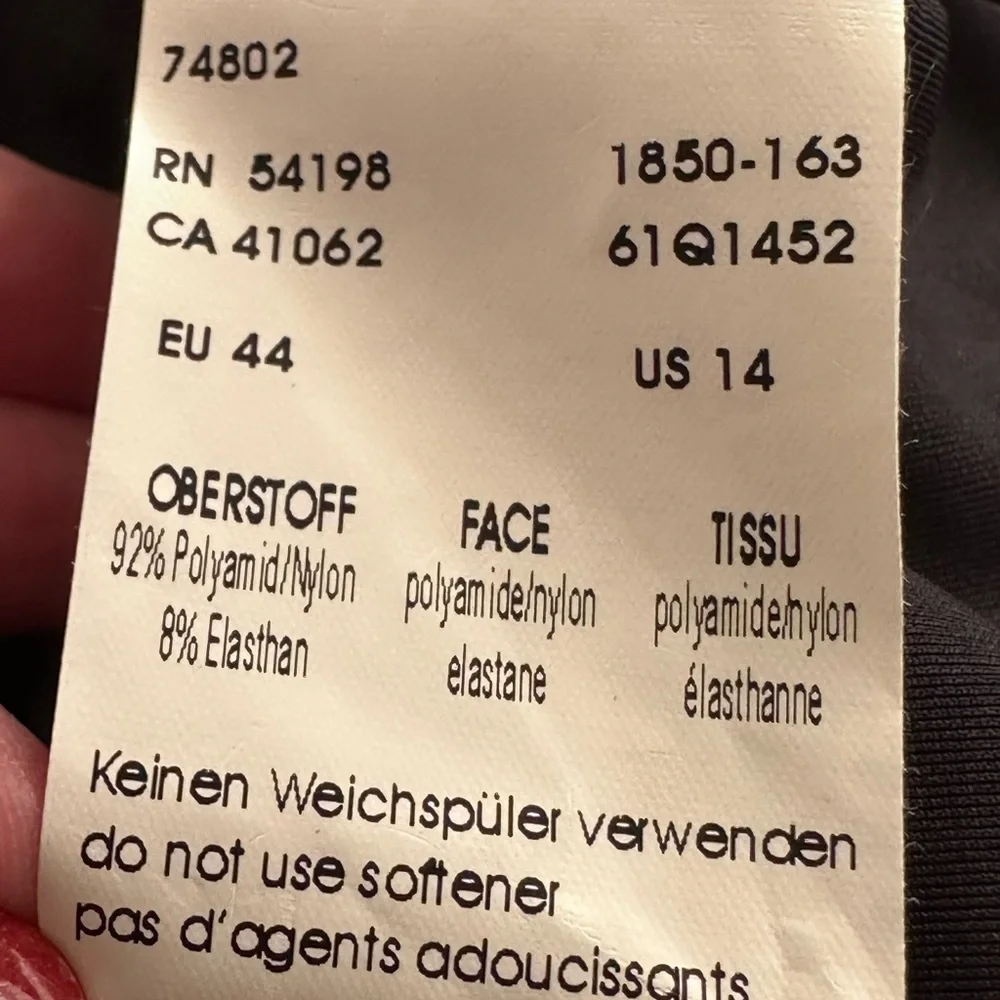 74802
RN 54198 1850-163
CA 41062 61Q1452
EU 44 US 14
OBERSTOFF FACE TISSU
92% Polyamid/Nylon polyamide/nylon polyamide/nylon
8% Elasthan elastane élasthanne
Keinen Weichspüler verwenden
do not use softener
pas d'agents adoucissants